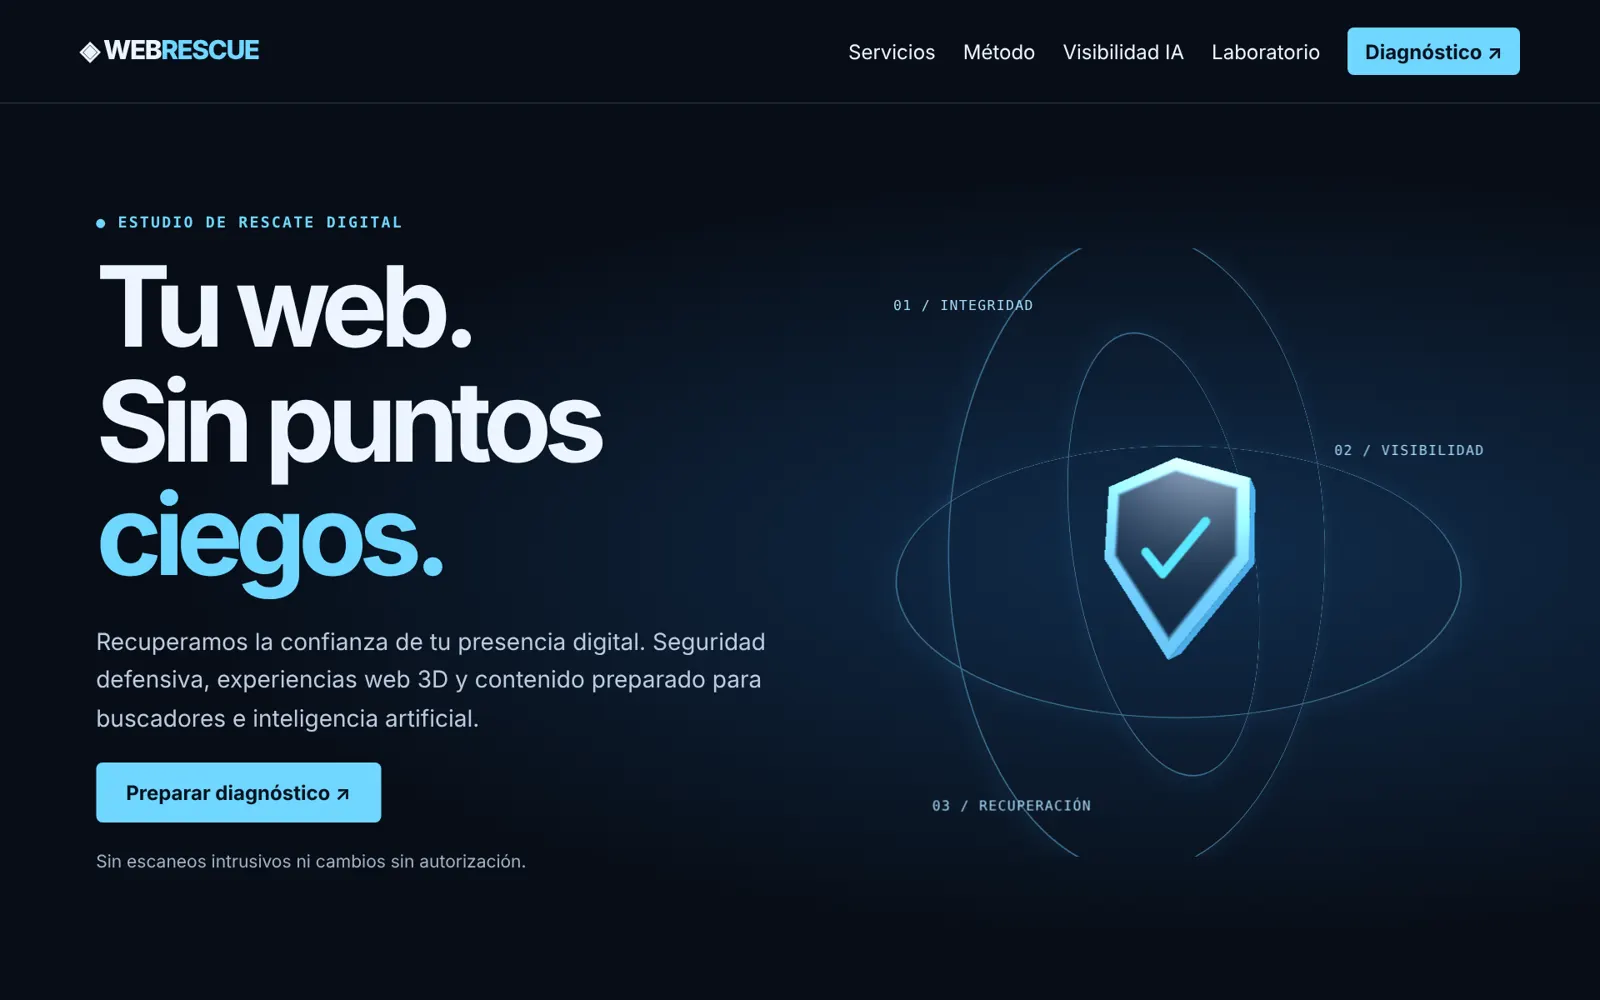 WEBRESCUE
Servicios
Método
Visibilidad IA
Laboratorio
Diagnóstico ↗
ESTUDIO DE RESCATE DIGITAL
Tu web.
Sin puntos
ciegos.
Recuperamos la confianza de tu presencia digital. Seguridad
defensiva, experiencias web 3D y contenido preparado para
buscadores e inteligencia artificial.
Preparar diagnóstico ↗
Sin escaneos intrusivos ni cambios sin autorización.
01 / INTEGRIDAD
02 / VISIBILIDAD
03 / RECUPERACIÓN